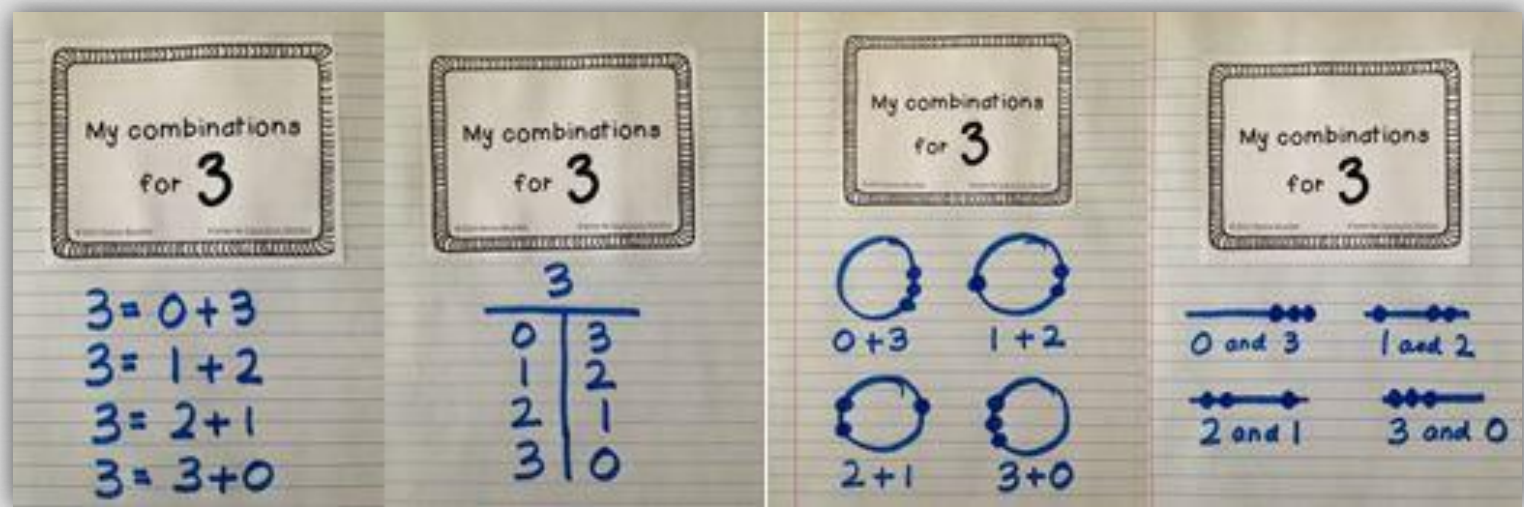 My combinations
for 3
3 = 0 + 3
3 = 1 + 2
3 = 2 + 1
3 = 3 + 0
My combinations
for 3
3
0 3
1 2
2 1
3 0
My combinations
for 3
0 + 3 1 + 2
2 + 1 3 + 0
My combinations
for 3
0 and 3 1 and 2
2 and 1 3 and 0